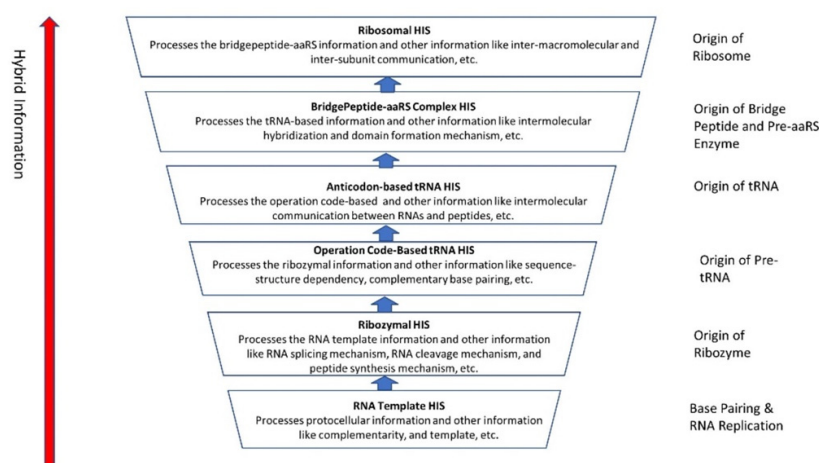 Hybrid Information
Ribosomal HIS
Processes the bridgepeptide-aaRS information and other information like inter-macromolecular and
inter-subunit communication, etc.
Origin of
Ribosome
BridgePeptide-aaRS Complex HIS
Processes the tRNA-based information and other information like intermolecular
hybridization and domain formation mechanism, etc.
Origin of Bridge
Peptide and Pre-aaRS
Enzyme
Anticodon-based tRNA HIS
Processes the operation code-based and other information like intermolecular
communication between RNAs and peptides, etc.
Origin of tRNA
Operation Code-Based tRNA HIS
Processes the ribozymal information and other information like sequence-
structure dependency, complementary base pairing, etc.
Origin of Pre-
tRNA
Ribozymal HIS
Processes the RNA template information and other information
like RNA splicing mechanism, RNA cleavage mechanism, and
peptide synthesis mechanism, etc.
Origin of
Ribozyme
RNA Template HIS
Processes protocellular information and other information
like complementarity, and template, etc.
Base Pairing &
RNA Replication